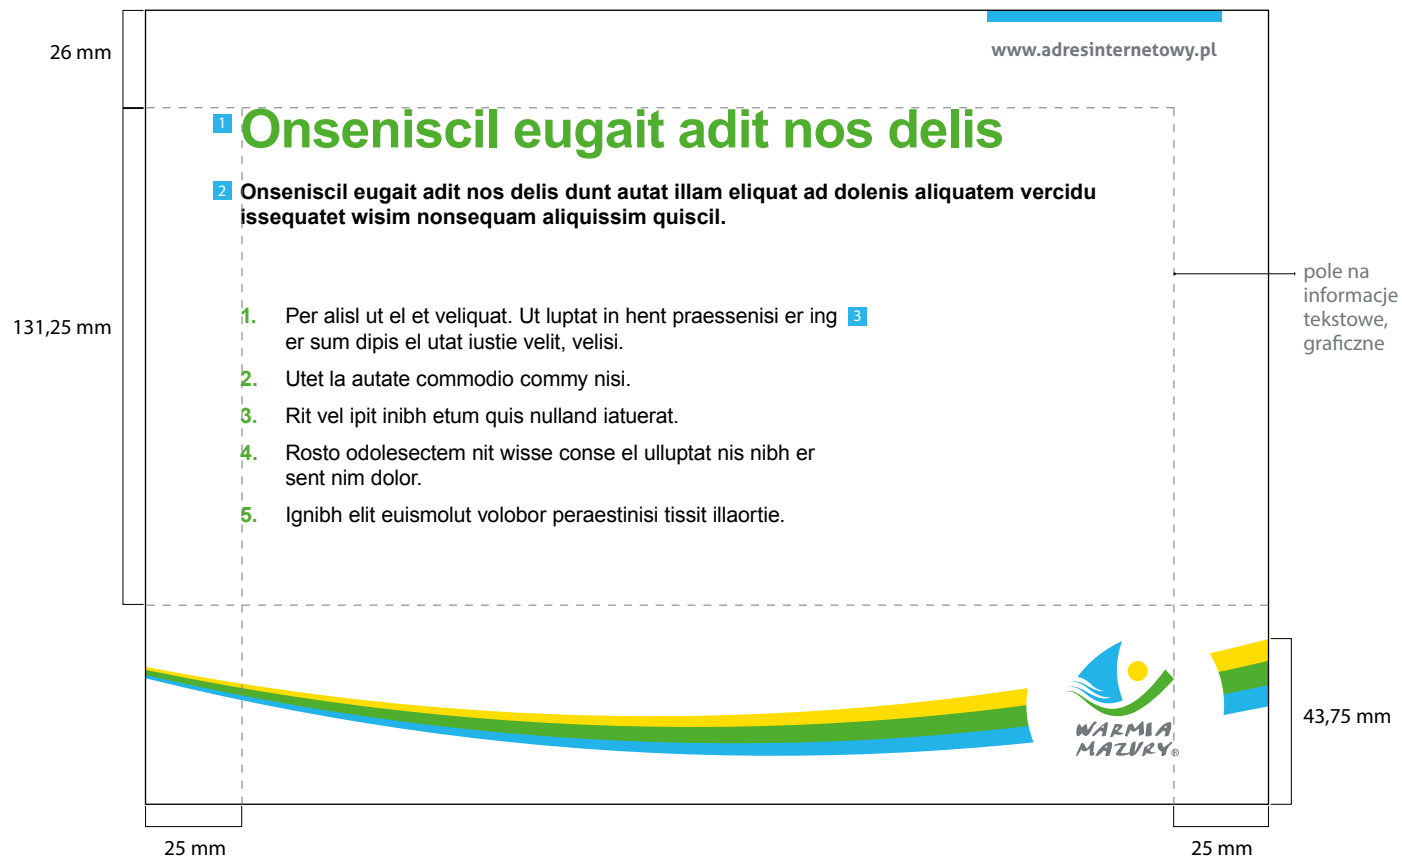 26 mm
www.adresinternetowy.pl
1 Onseniscil eugait adit nos delis
2 Onseniscil eugait adit nos delis dunt autat illam eliquat ad dolenis aliquatem vercidu
issequatet wisim nonsequam aliquissim quiscil.
pole na
informacje
tekstowe,
graficzne
131,25 mm
1. Per alisl ut el et veliquat. Ut luptat in hent praessenisi er ing 3
er sum dipis el utat iustie velit, velisi.
2. Utet la autate commodio commy nisi.
3. Rit vel ipit inibh etum quis nulland iatuerat.
4. Rosto odolesectem nit wisse conse el ulluptat nis nibh er
sent nim dolor.
5. Ignibh elit euismolut volobor peraestinisi tissit illaortie.
WARMIA
MAZURY®
43,75 mm
25 mm
25 mm